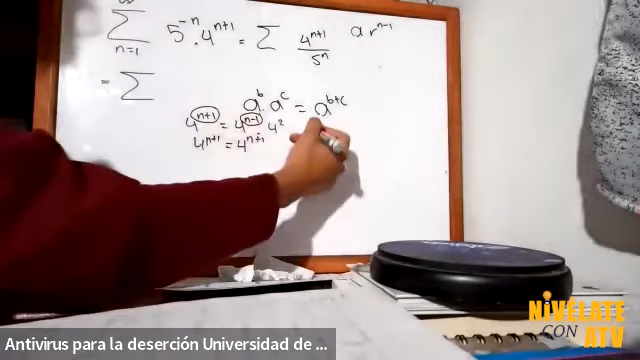 ∞
∑ 5^{-n} · 4^{n+1} = ∑ 4^{n+1}/5^n  a r^{n-1}
n=1
= ∑
a^b · a^c = a^{b+c}
4^{n+1} = 4^{n-1} 4^2
4^{n+1} = 4^{n+1}
NIVÉLATE
CON
ATV
Antivirus para la deserción Universidad de ...